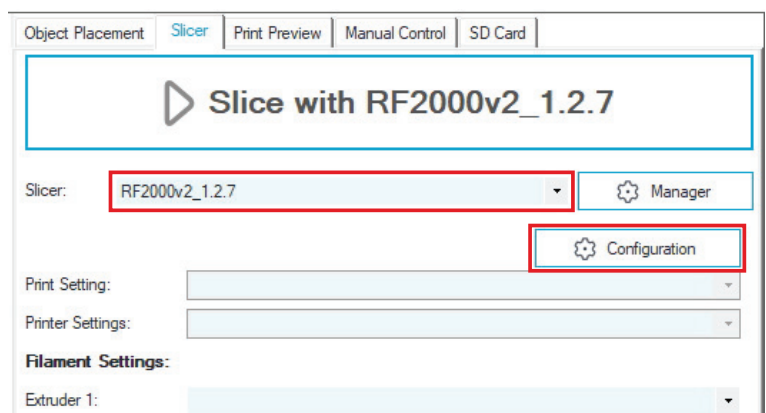 Object Placement Slicer Print Preview Manual Control SD Card
Slice with RF2000v2_1.2.7
Slicer: RF2000v2_1.2.7 Manager
Configuration
Print Setting:
Printer Settings:
Filament Settings:
Extruder 1: